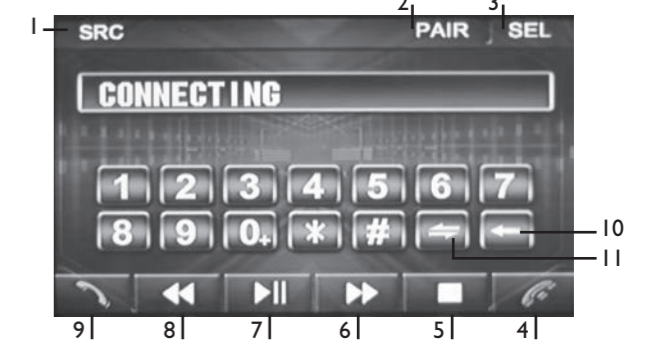 2 3
1 SRC PAIR SEL
CONNECTING
1 2 3 4 5 6 7
8 9 0+ * # 10
11
9 8 7 6 5 4